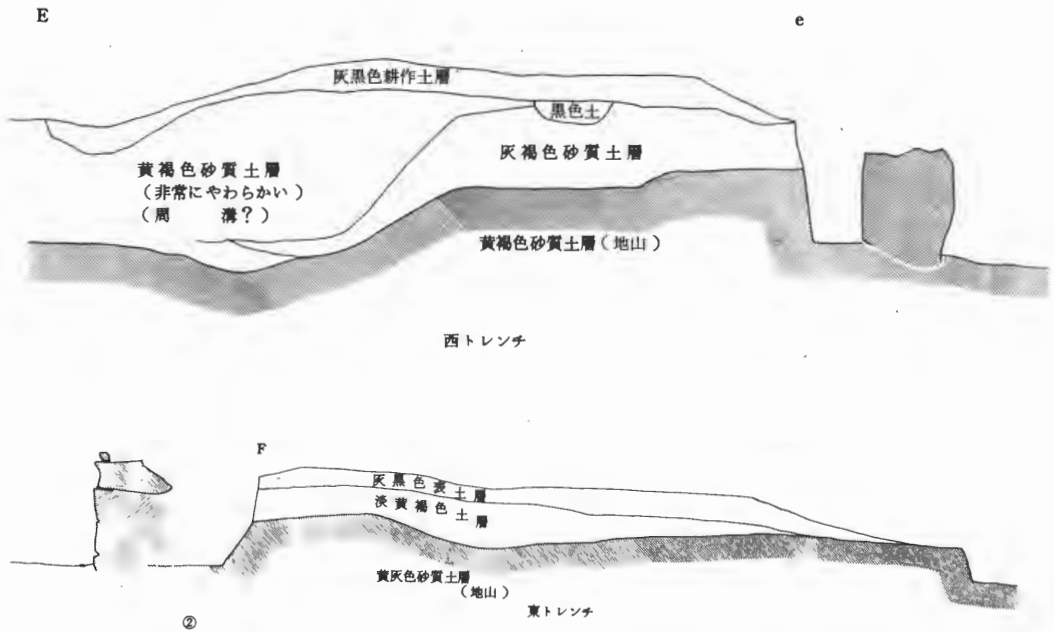 E
e
灰黒色耕作土層
黒色土
灰褐色砂質土層
黄褐色砂質土層
(非常にやわらかい)
(周 溝?)
黄褐色砂質土層(地山)
西トレンチ
F
灰黒色表土層
淡黄褐色土層
黄灰色砂質土層
(地山)
東トレンチ
②